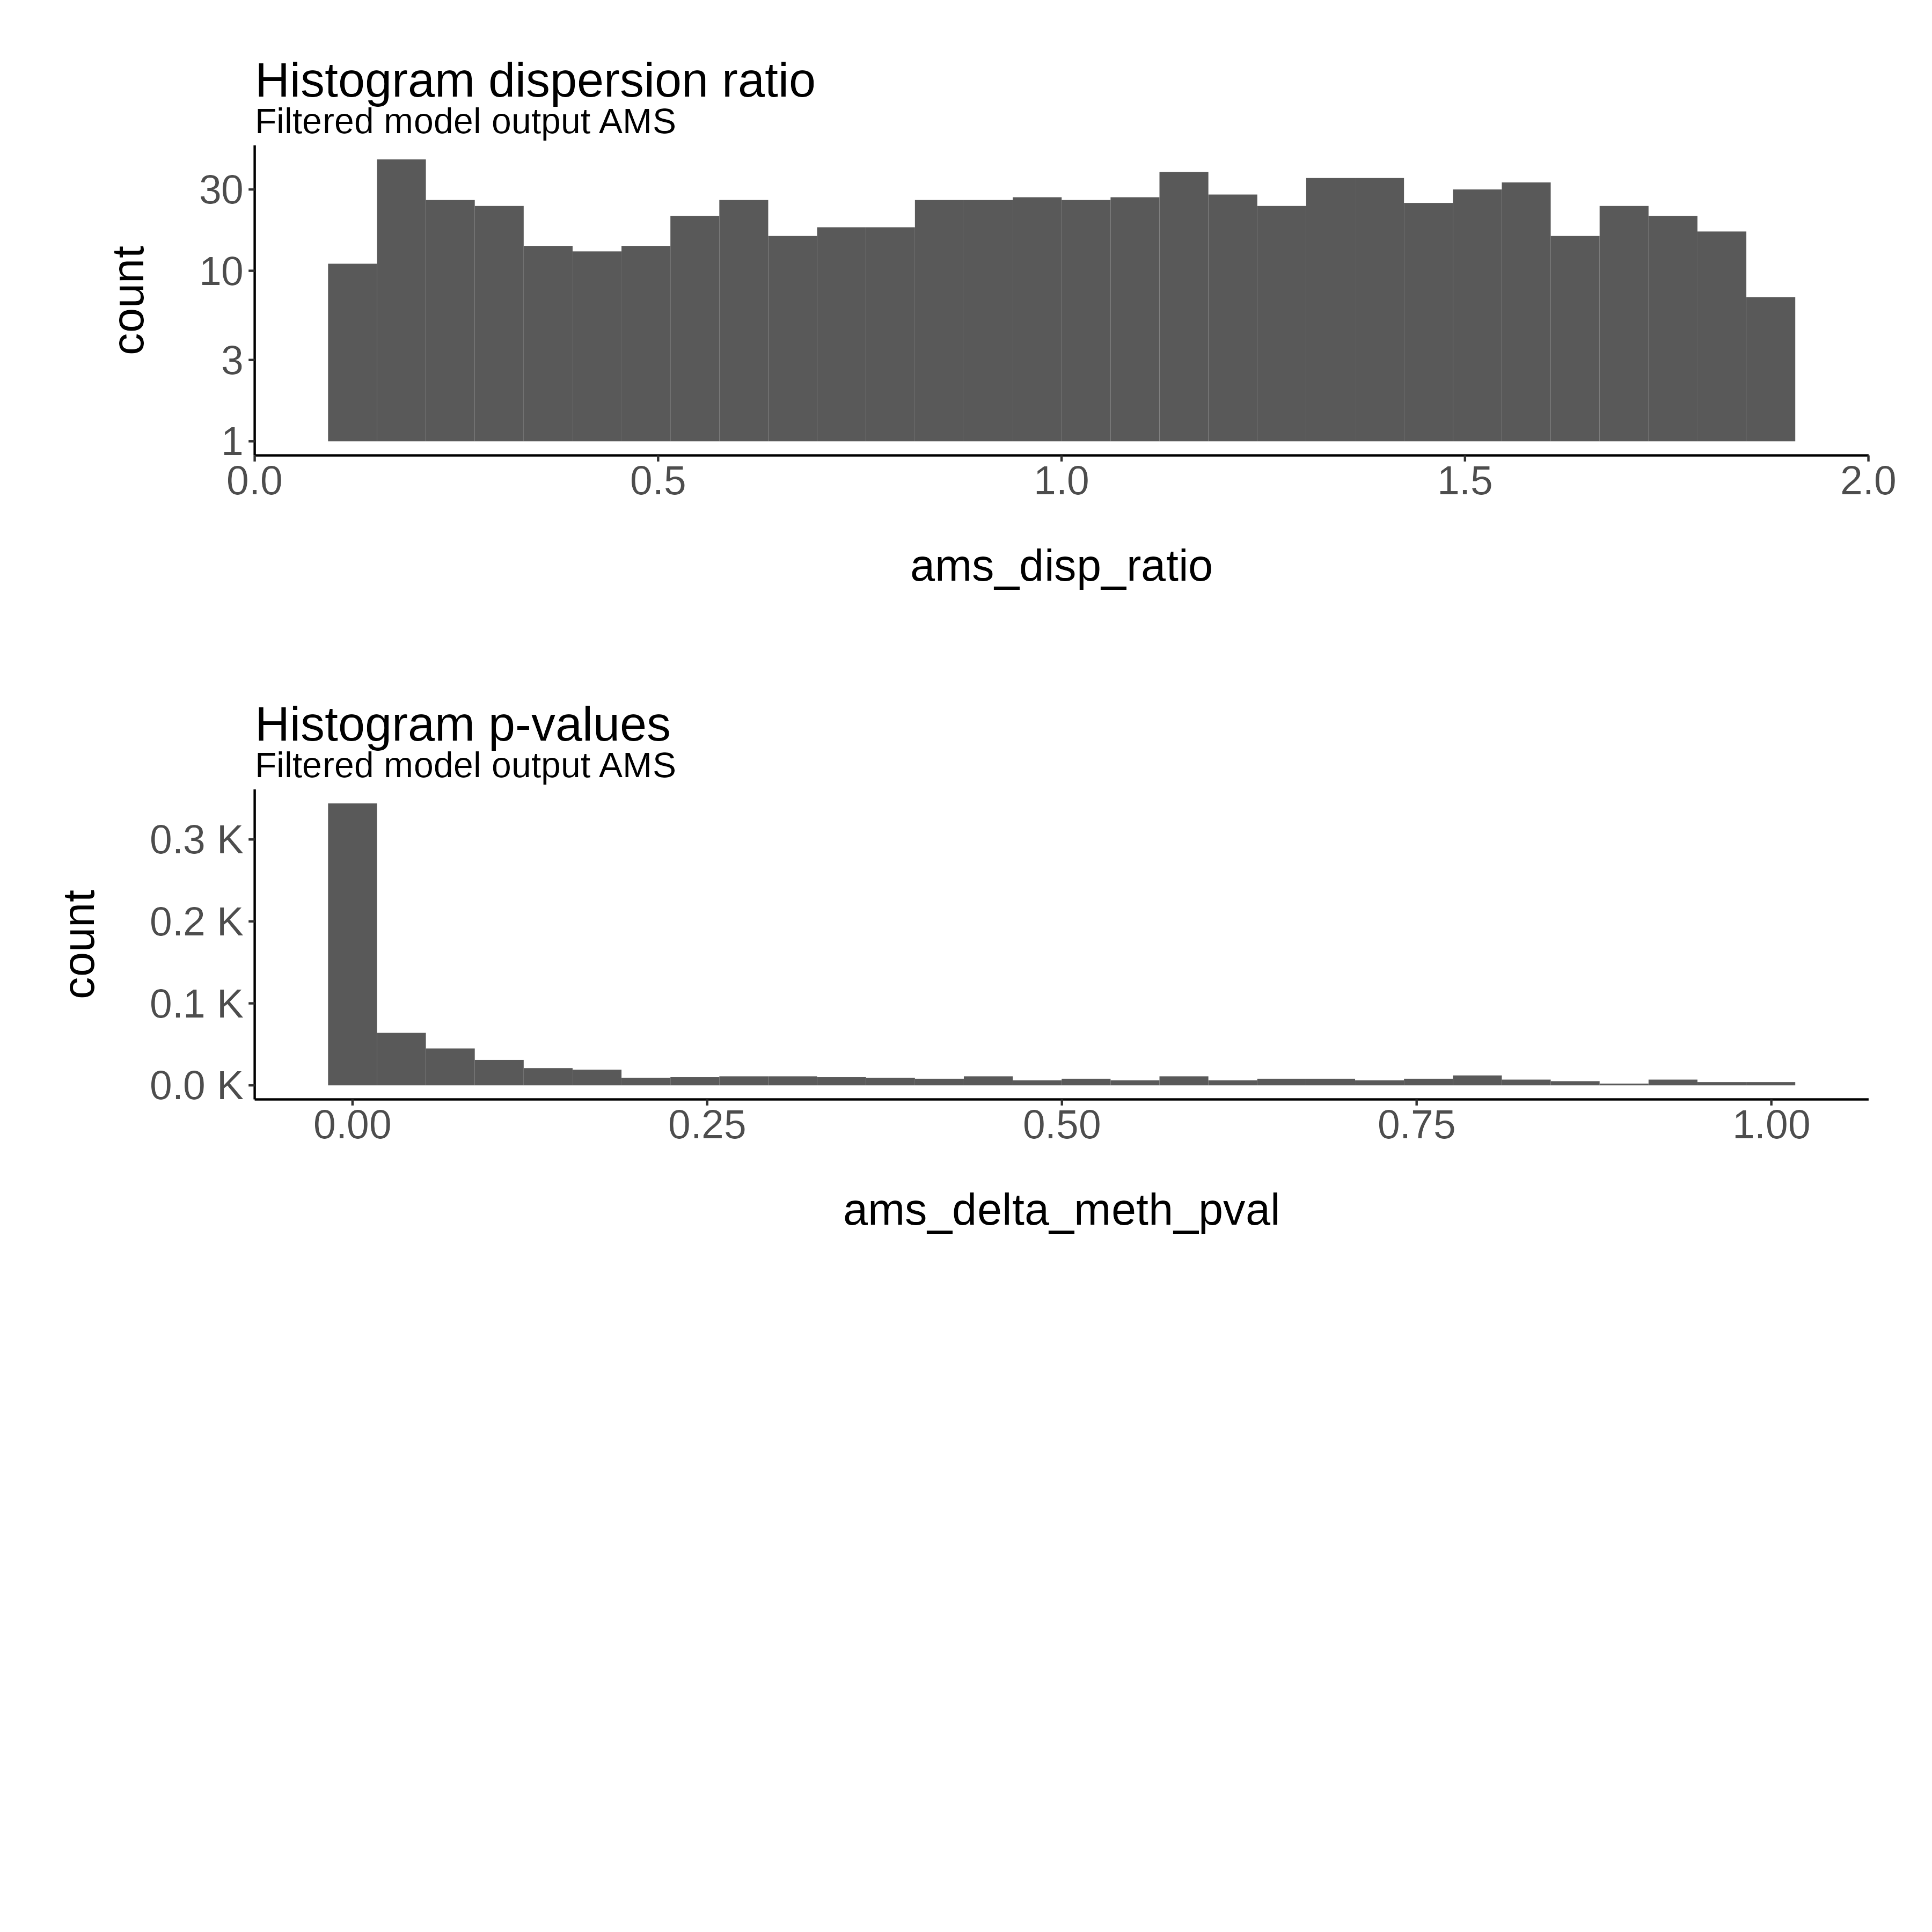 Histogram dispersion ratio
Filtered model output AMS
30
10
3
1
count
0.0 0.5 1.0 1.5 2.0
ams_disp_ratio
Histogram p-values
Filtered model output AMS
0.3 K
0.2 K
0.1 K
0.0 K
count
0.00 0.25 0.50 0.75 1.00
ams_delta_meth_pval